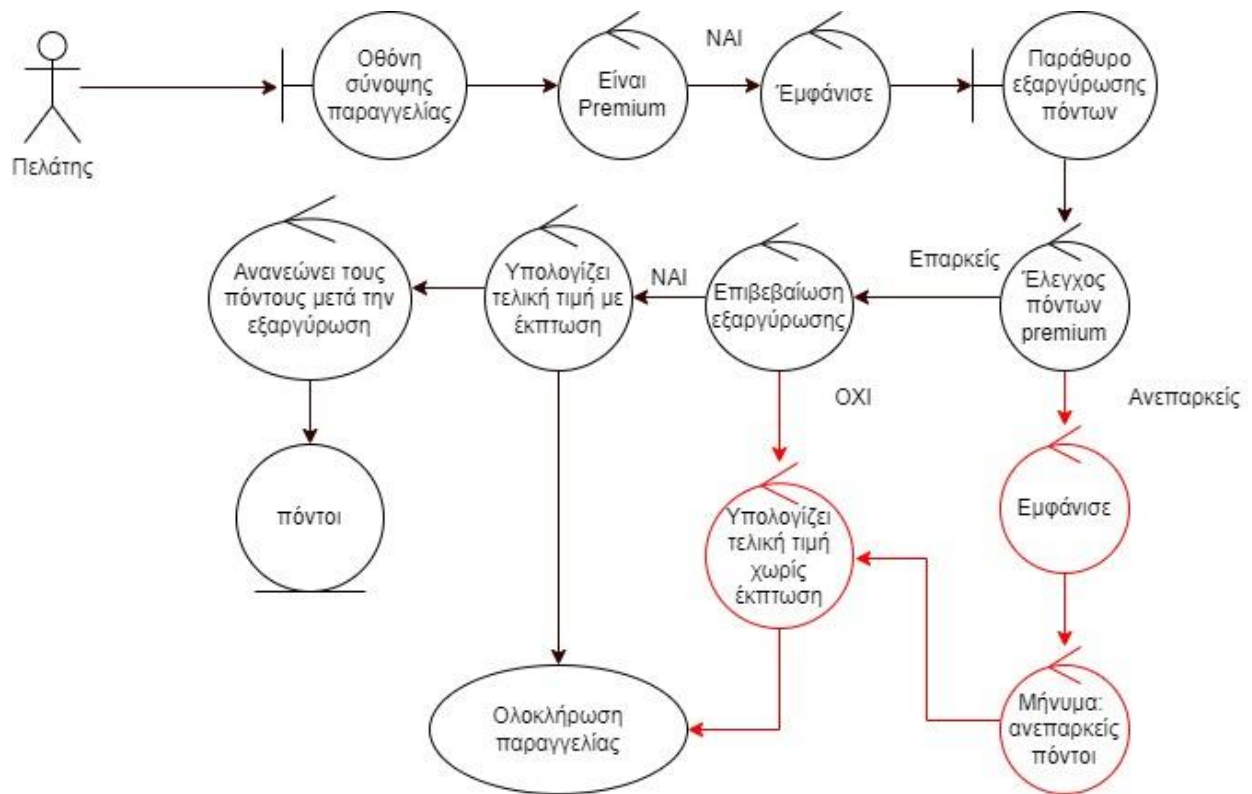 Πελάτης
Οθόνη
σύνοψης
παραγγελίας
Είναι
Premium
ΝΑΙ
Έμφάνισε
Παράθυρο
εξαργύρωσης
πόντων
Ανανεώνει τους
πόντους μετά την
εξαργύρωση
Υπολογίζει
τελική τιμή με
έκπτωση
ΝΑΙ
Επιβεβαίωση
εξαργύρωσης
Επαρκείς
Έλεγχος
πόντων
premium
ΟΧΙ
Ανεπαρκείς
πόντοι
Υπολογίζει
τελική τιμή
χωρίς
έκπτωση
Εμφάνισε
Ολοκλήρωση
παραγγελίας
Μήνυμα:
ανεπαρκείς
πόντοι